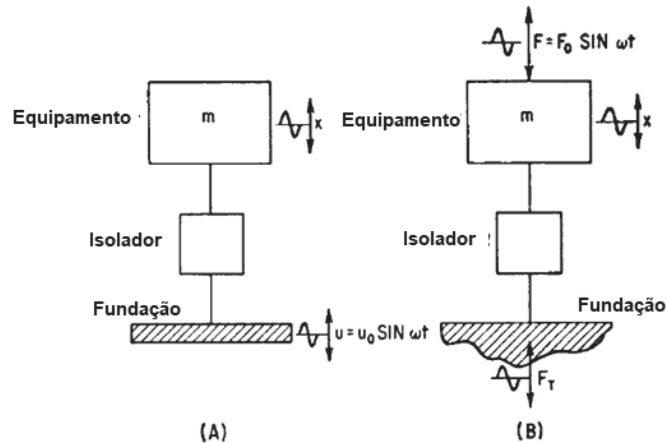 F = F₀ SIN ωt
Equipamento
m
x
Equipamento
m
x
Isolador
Isolador
Fundação
u = u₀ SIN ωt
Fundação
F_T
(A)
(B)